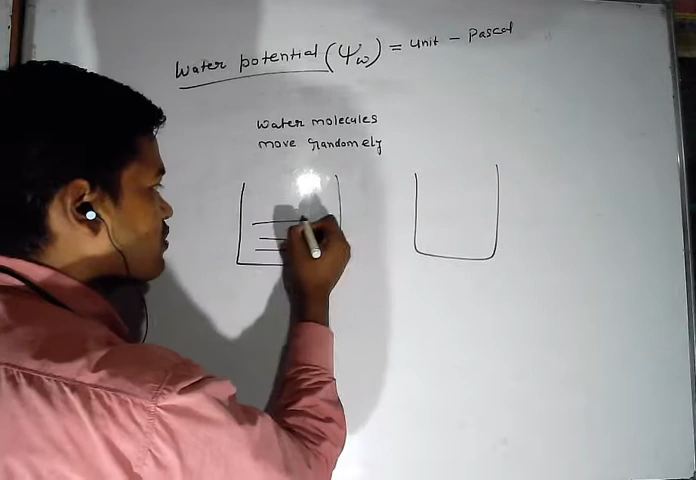 Water potential (Ψw) = unit - Pascal
Water molecules
move randomely